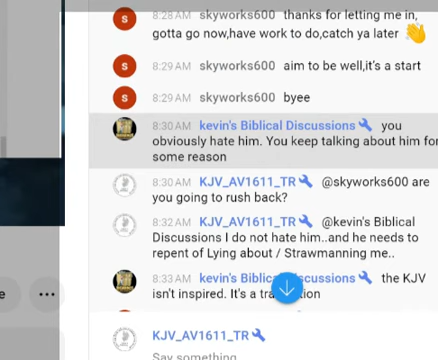 8:28 AM skyworks600 thanks for letting me in,
gotta go now,have work to do,catch ya later 👋
s
8:29 AM skyworks600 aim to be well,it's a start
s
8:29 AM skyworks600 byee
8:30 AM kevin's Biblical Discussions 🔧 you
obviously hate him. You keep talking about him for
some reason
8:30 AM KJV_AV1611_TR 🔧 @skyworks600 are
you going to rush back?
8:32 AM KJV_AV1611_TR 🔧 @kevin's Biblical
Discussions I do not hate him..and he needs to
repent of Lying about / Strawmanning me..
8:33 AM kevin's Biblical Discussions 🔧 the KJV
isn't inspired. It's a translation
KJV_AV1611_TR 🔧
Say something